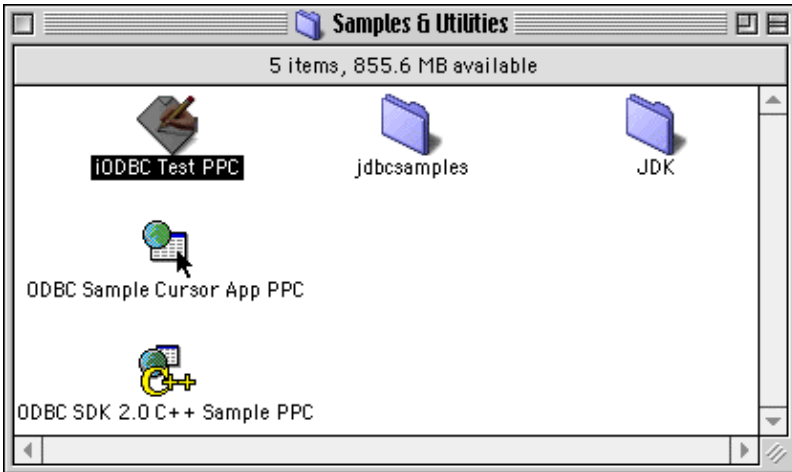 Samples & Utilities
5 items, 855.6 MB available
iODBC Test PPC
jdbcsamples
JDK
ODBC Sample Cursor App PPC
C++
ODBC SDK 2.0 C++ Sample PPC